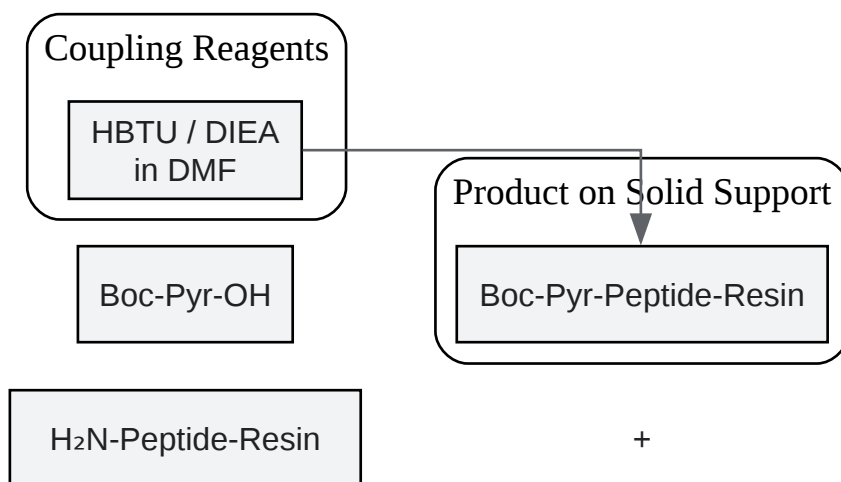 Coupling Reagents
HBTU / DIEA
in DMF
Product on Solid Support
Boc-Pyr-OH
Boc-Pyr-Peptide-Resin
H₂N-Peptide-Resin
+